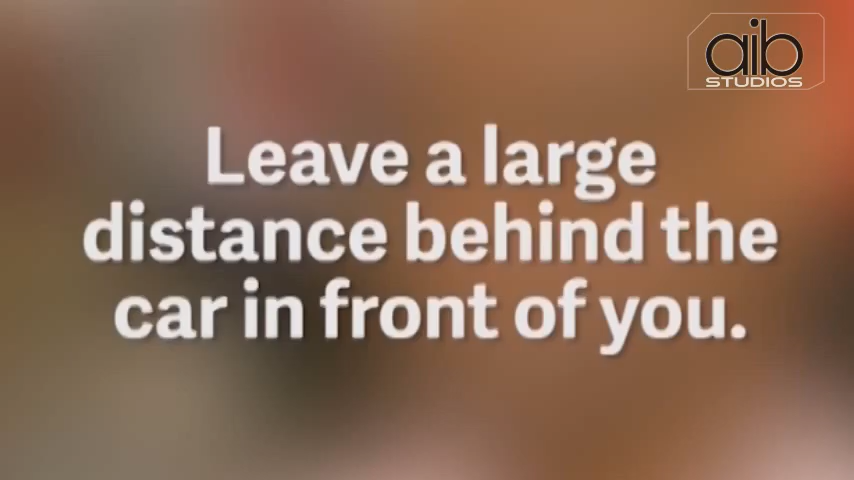 aib
STUDIOS
Leave a large
distance behind the
car in front of you.